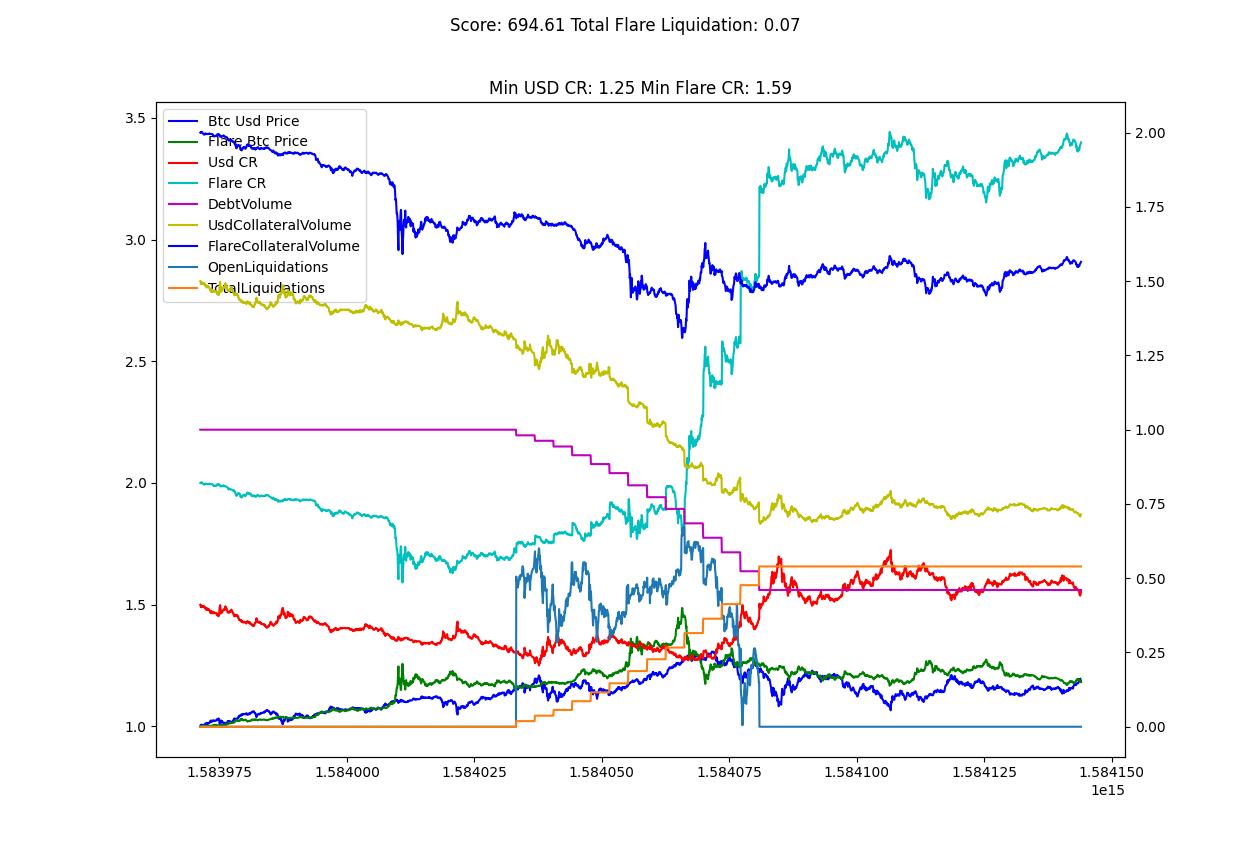 Score: 694.61 Total Flare Liquidation: 0.07
Min USD CR: 1.25 Min Flare CR: 1.59
Btc Usd Price
Flare Btc Price
Usd CR
Flare CR
DebtVolume
UsdCollateralVolume
FlareCollateralVolume
OpenLiquidations
TotalLiquidations
3.5
3.0
2.5
2.0
1.5
1.0
2.00
1.75
1.50
1.25
1.00
0.75
0.50
0.25
0.00
1.583975 1.584000 1.584025 1.584050 1.584075 1.584100 1.584125 1.584150
1e15